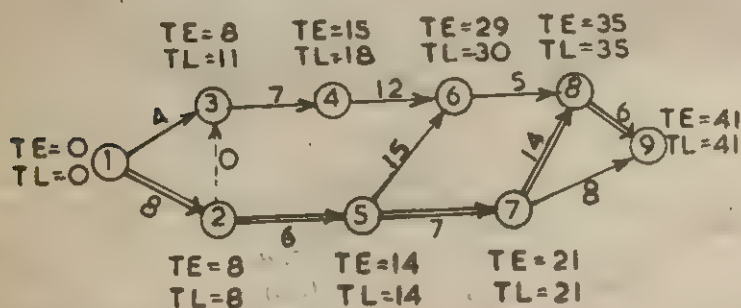 TE=8
TL=11
TE=15
TL=18
TE=29
TL=30
TE=35
TL=35
3
7
4
12
6
5
8
4
6
TE=0
TL=0
1
0
15
14
9
TE=41
TL=41
8
2
6
5
7
7
8
TE=8
TL=8
TE=14
TL=14
TE=21
TL=21